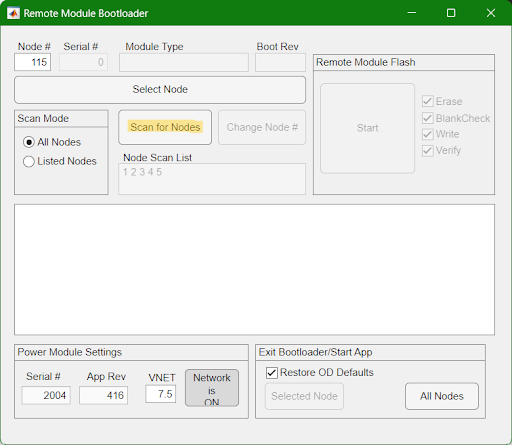 Remote Module Bootloader
Node # Serial # Module Type Boot Rev
115 0
Select Node
Remote Module Flash
Start
Erase
BlankCheck
Write
Verify
Scan Mode
All Nodes
Listed Nodes
Scan for Nodes
Change Node #
Node Scan List
1 2 3 4 5
Power Module Settings
Serial # App Rev VNET
2004 416 7.5
Network
is
ON
Exit Bootloader/Start App
Restore OD Defaults
Selected Node
All Nodes